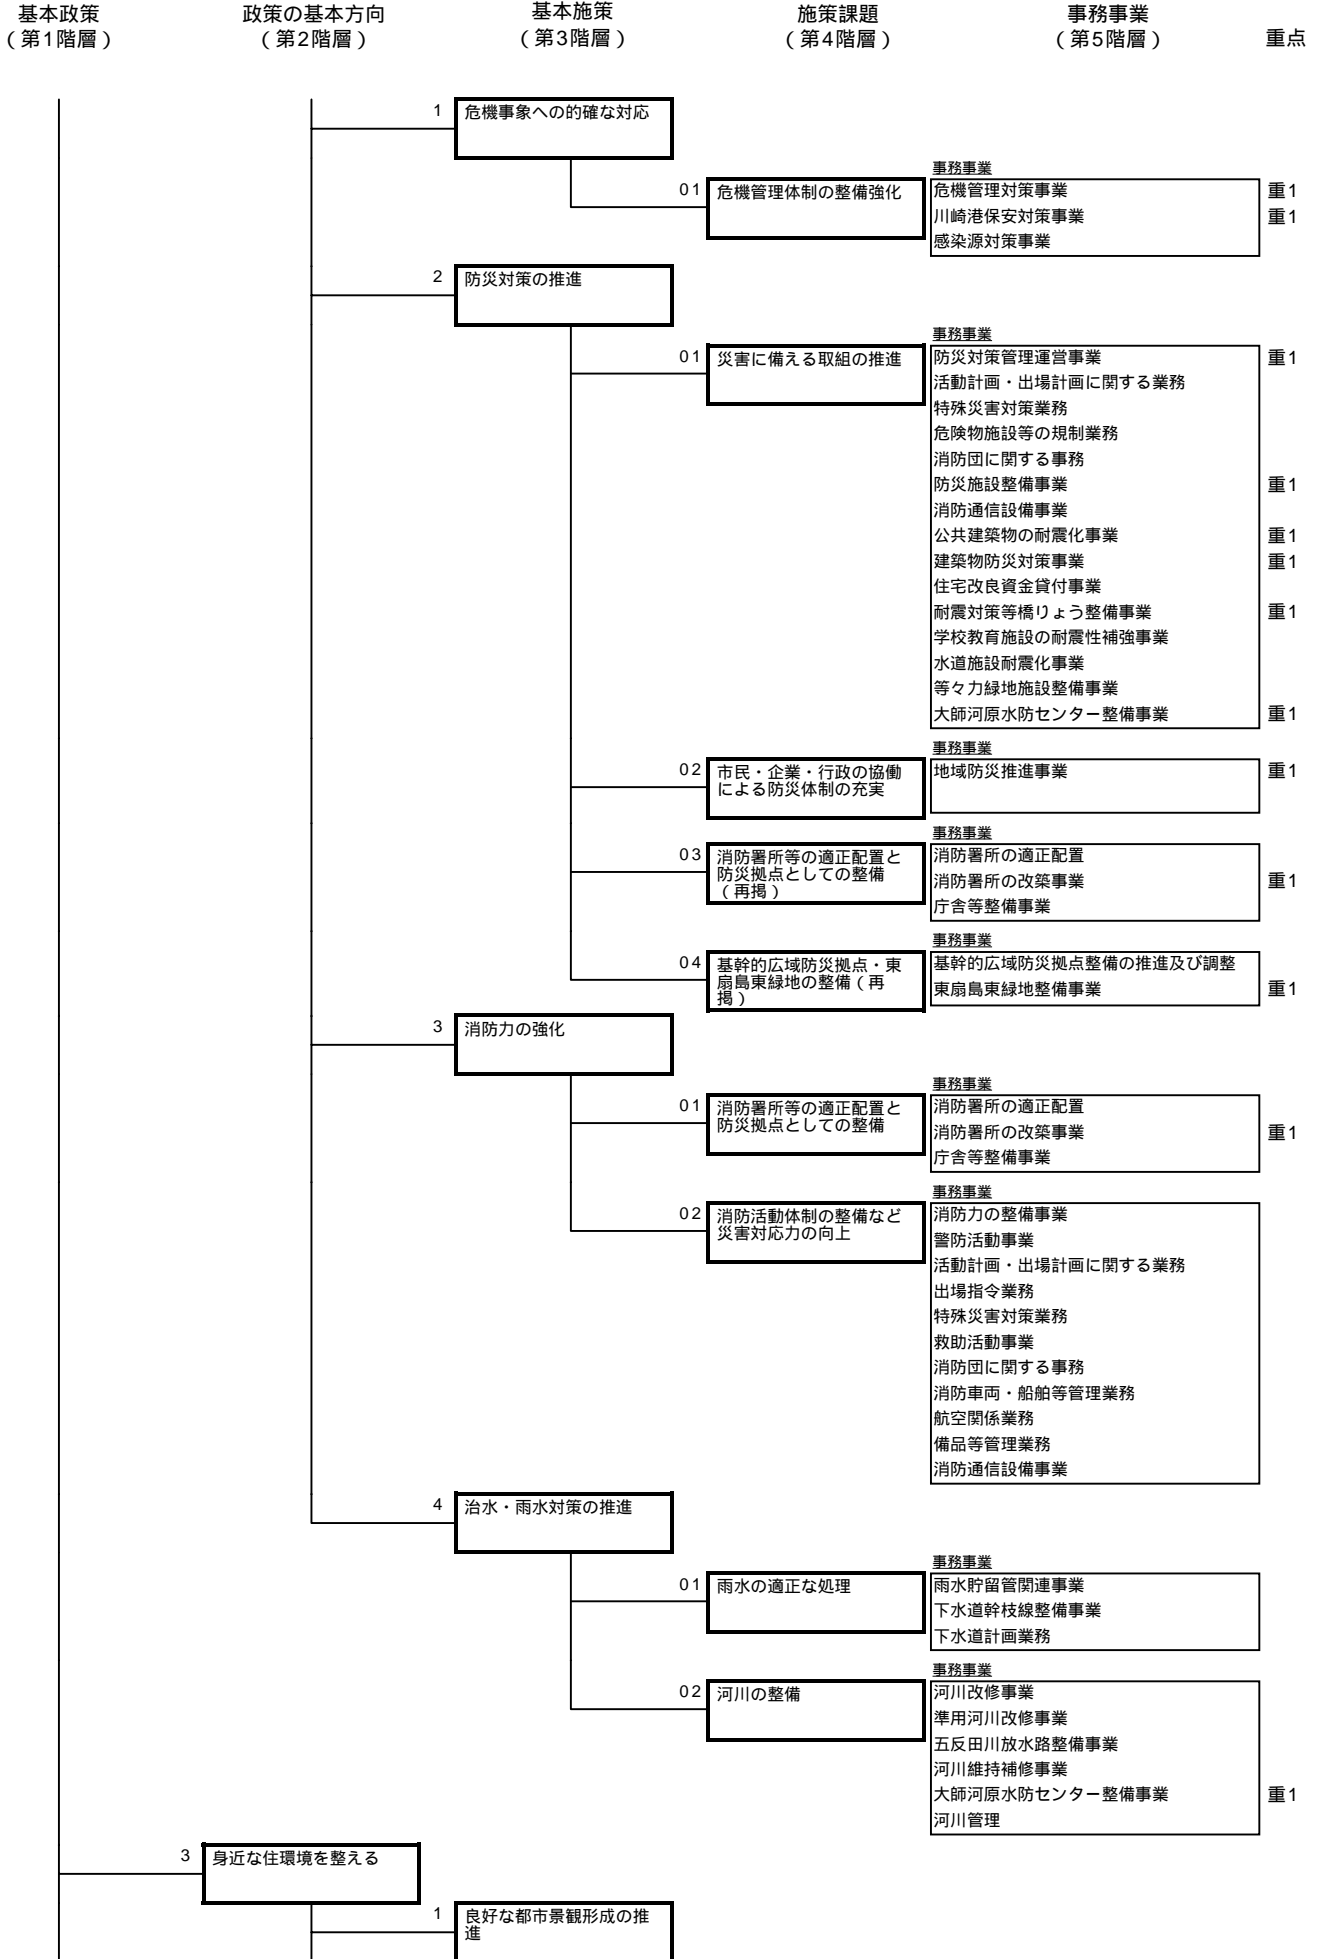 基本政策
（第1階層）
政策の基本方向
（第2階層）
基本施策
（第3階層）
施策課題
（第4階層）
事務事業
（第5階層）
重点
1 危機事象への的確な対応
事務事業
01 危機管理体制の整備強化
危機管理対策事業 重1
川崎港保安対策事業 重1
感染源対策事業
2 防災対策の推進
事務事業
01 災害に備える取組の推進
防災対策管理運営事業 重1
活動計画・出場計画に関する業務
特殊災害対策業務
危険物施設等の規制業務
消防団に関する事務
防災施設整備事業 重1
消防通信設備事業
公共建築物の耐震化事業 重1
建築物防災対策事業 重1
住宅改良資金貸付事業
耐震対策等橋りょう整備事業 重1
学校教育施設の耐震性補強事業
水道施設耐震化事業
等々力緑地施設整備事業
大師河原水防センター整備事業 重1
事務事業
02 市民・企業・行政の協働
による防災体制の充実
地域防災推進事業 重1
事務事業
03 消防署所等の適正配置と
防災拠点としての整備
（再掲）
消防署所の適正配置
消防署所の改築事業 重1
庁舎等整備事業
事務事業
04 基幹的広域防災拠点・東
扇島東緑地の整備（再
掲）
基幹的広域防災拠点整備の推進及び調整
東扇島東緑地整備事業 重1
3 消防力の強化
事務事業
01 消防署所等の適正配置と
防災拠点としての整備
消防署所の適正配置
消防署所の改築事業 重1
庁舎等整備事業
事務事業
02 消防活動体制の整備など
災害対応力の向上
消防力の整備事業
警防活動事業
活動計画・出場計画に関する業務
出場指令業務
特殊災害対策業務
救助活動事業
消防団に関する事務
消防車両・船舶等管理業務
航空関係業務
備品等管理業務
消防通信設備事業
4 治水・雨水対策の推進
事務事業
01 雨水の適正な処理
雨水貯留管関連事業
下水道幹枝線整備事業
下水道計画業務
事務事業
02 河川の整備
河川改修事業
準用河川改修事業
五反田川放水路整備事業
河川維持補修事業
大師河原水防センター整備事業 重1
河川管理
3 身近な住環境を整える
1 良好な都市景観形成の推
進